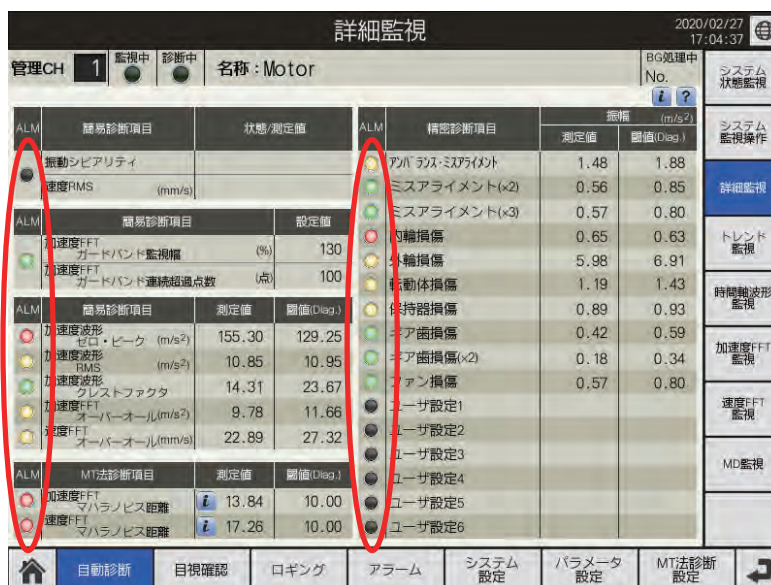 詳細監視
2020/02/27
17:04:37
管理CH 1 監視中 診断中 名称:Motor
BG処理中
No.
i ?
ALM 簡易診断項目 状態/測定値
振動シビアリティ
速度RMS (mm/s)
ALM 簡易診断項目 設定値
加速度FFT
ガードバンド監視幅 (%) 130
加速度FFT
ガードバンド連続超過点数 (点) 100
ALM 簡易診断項目 測定値 閾値(Diag.)
加速度波形
ゼロ・ピーク (m/s²) 155.30 129.25
加速度波形
RMS (m/s²) 10.85 10.95
加速度波形
クレストファクタ 14.31 23.67
加速度FFT
オーバーオール(m/s²) 9.78 11.66
速度FFT
オーバーオール(mm/s) 22.89 27.32
ALM MT法診断項目 測定値 閾値(Diag.)
加速度FFT
マハラノビス距離 i 13.84 10.00
速度FFT
マハラノビス距離 i 17.26 10.00
ALM 精密診断項目 振幅 (m/s²)
測定値 閾値(Diag.)
アンバランス・ミスアライメント 1.48 1.88
ミスアライメント(×2) 0.56 0.85
ミスアライメント(×3) 0.57 0.80
内輪損傷 0.65 0.63
外輪損傷 5.98 6.91
転動体損傷 1.19 1.43
保持器損傷 0.89 0.93
ギア歯損傷 0.42 0.59
ギア歯損傷(×2) 0.18 0.34
ファン損傷 0.57 0.80
ユーザ設定1
ユーザ設定2
ユーザ設定3
ユーザ設定4
ユーザ設定5
ユーザ設定6
システム
状態監視
システム
監視操作
詳細監視
トレンド
監視
時間軸波形
監視
加速度FFT
監視
速度FFT
監視
MD監視
自動診断
目視確認
ロギング
アラーム
システム
設定
パラメータ
設定
MT法診断
設定